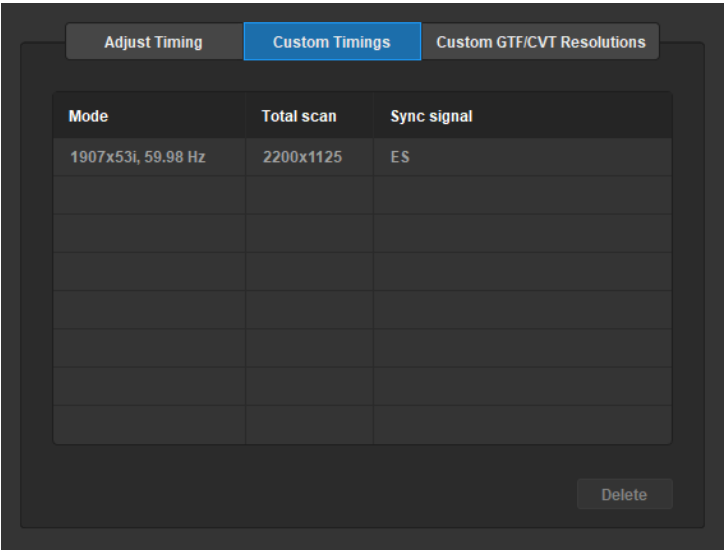 Adjust Timing Custom Timings Custom GTF/CVT Resolutions
Mode Total scan Sync signal
1907x53i, 59.98 Hz 2200x1125 ES
Delete